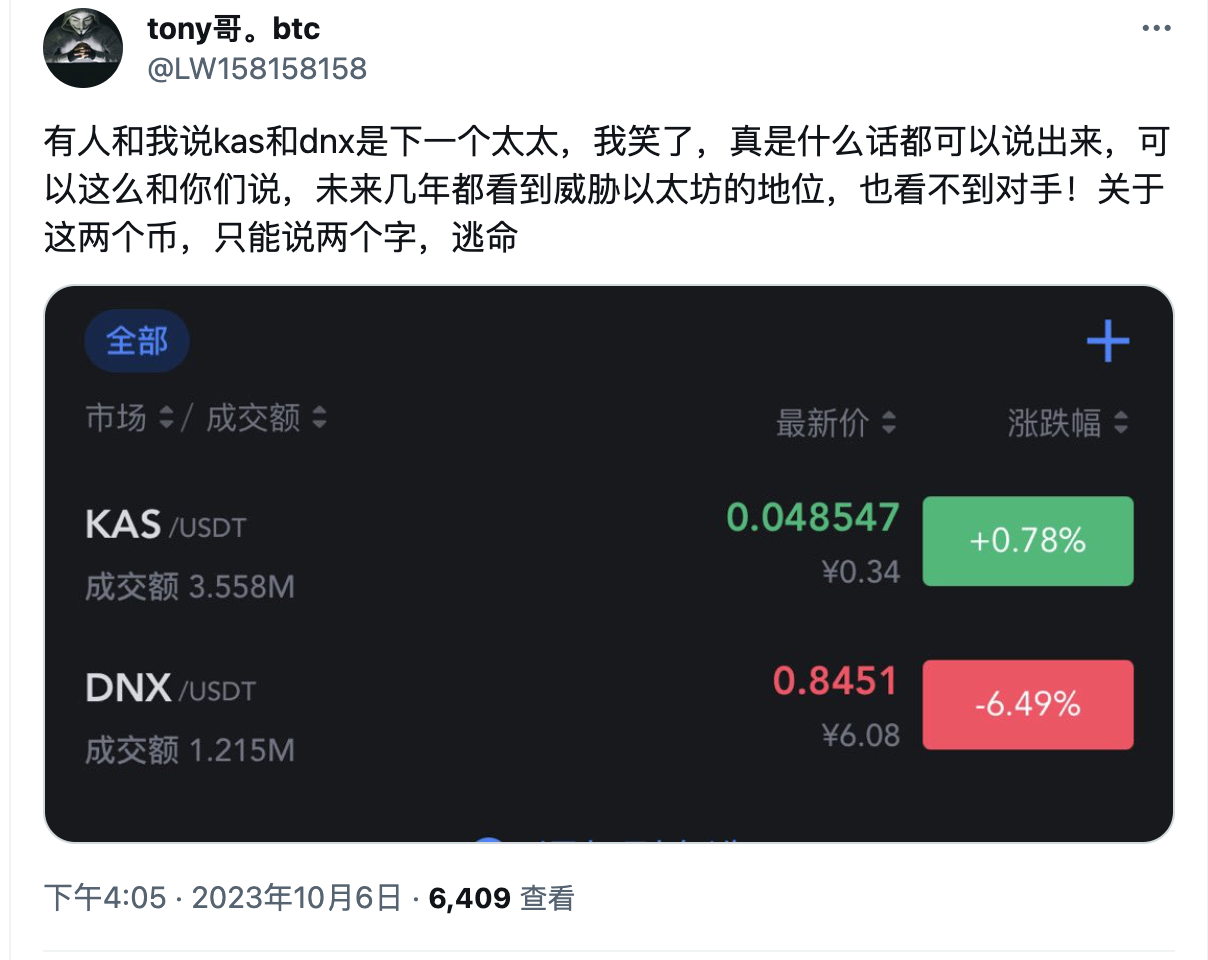 tony哥。btc
@LW158158158
有人和我说kas和dnx是下一个太太，我笑了，真是什么话都可以说出来，可
以这么和你们说，未来几年都看到威胁以太坊的地位，也看不到对手！关于
这两个币，只能说两个字，逃命
全部
市场 / 成交额 最新价 涨跌幅
KAS /USDT 0.048547 +0.78%
成交额 3.558M ¥0.34
DNX /USDT 0.8451 -6.49%
成交额 1.215M ¥6.08
下午4:05 · 2023年10月6日 · 6,409 查看